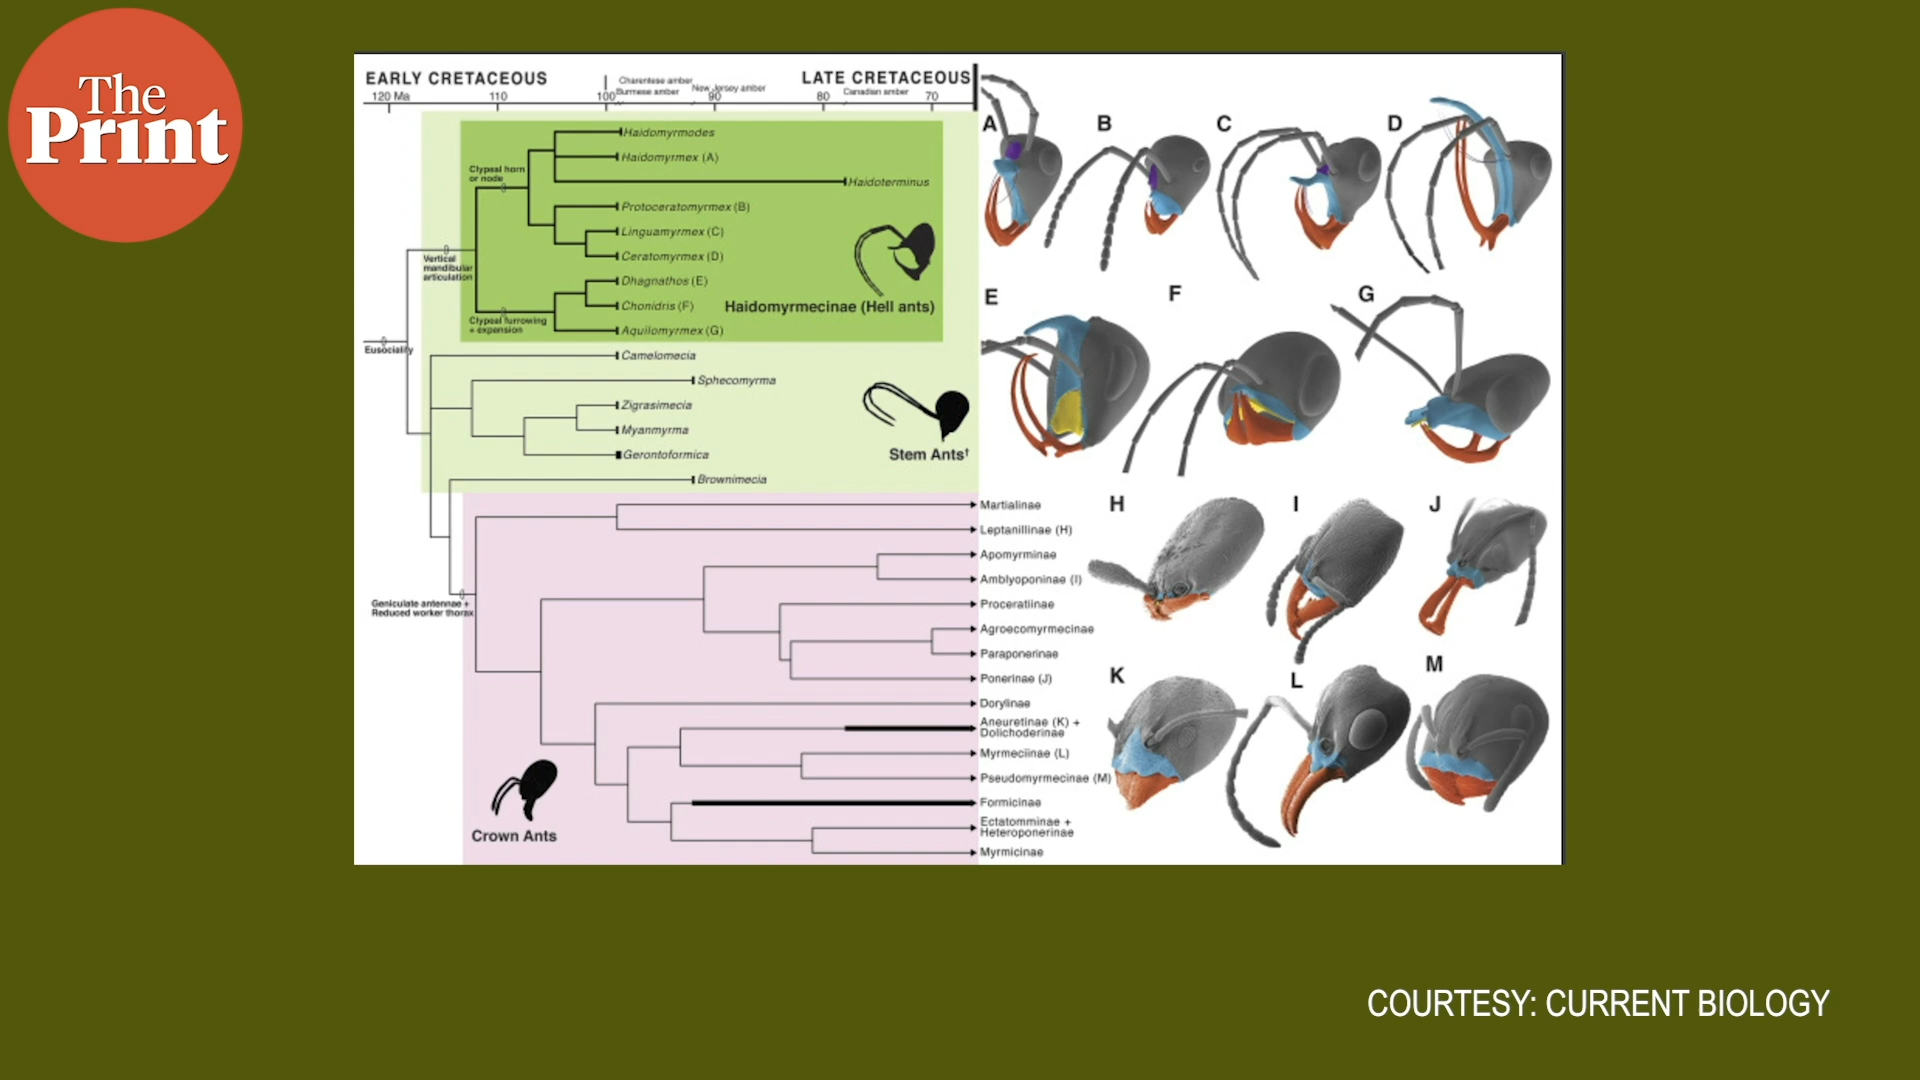 The
Print
EARLY CRETACEOUS
LATE CRETACEOUS
Charentese amber
Burmese amber
New Jersey amber
Canadian amber
120 Ma
110
100
90
80
70
Haidomyrmodes
Haidomyrmex (A)
Haidoterminus
Clypeal horn
or node
Protoceratomyrmex (B)
Linguamyrmex (C)
Ceratomyrmex (D)
Vertical
mandibular
articulation
Dhagnathos (E)
Chonidris (F)
Haidomyrmecinae (Hell ants)
Clypeal furrowing
+ expansion
Aquilomyrmex (G)
Eusociality
Camelomecia
Sphecomyrma
Zigrasimecia
Myanmyrma
Gerontoformica
Stem Ants†
Brownimecia
Martialinae
Leptanillinae (H)
Apomyrminae
Amblyoponinae (I)
Geniculate antennae +
Reduced worker thorax
Proceratiinae
Agroecomyrmecinae
Paraponerinae
Ponerinae (J)
Dorylinae
Aneuretinae (K) +
Dolichoderinae
Myrmeciinae (L)
Pseudomyrmecinae (M)
Formicinae
Ectatomminae +
Heteroponerinae
Myrmicinae
Crown Ants
A
B
C
D
E
F
G
H
I
J
K
L
M
COURTESY: CURRENT BIOLOGY